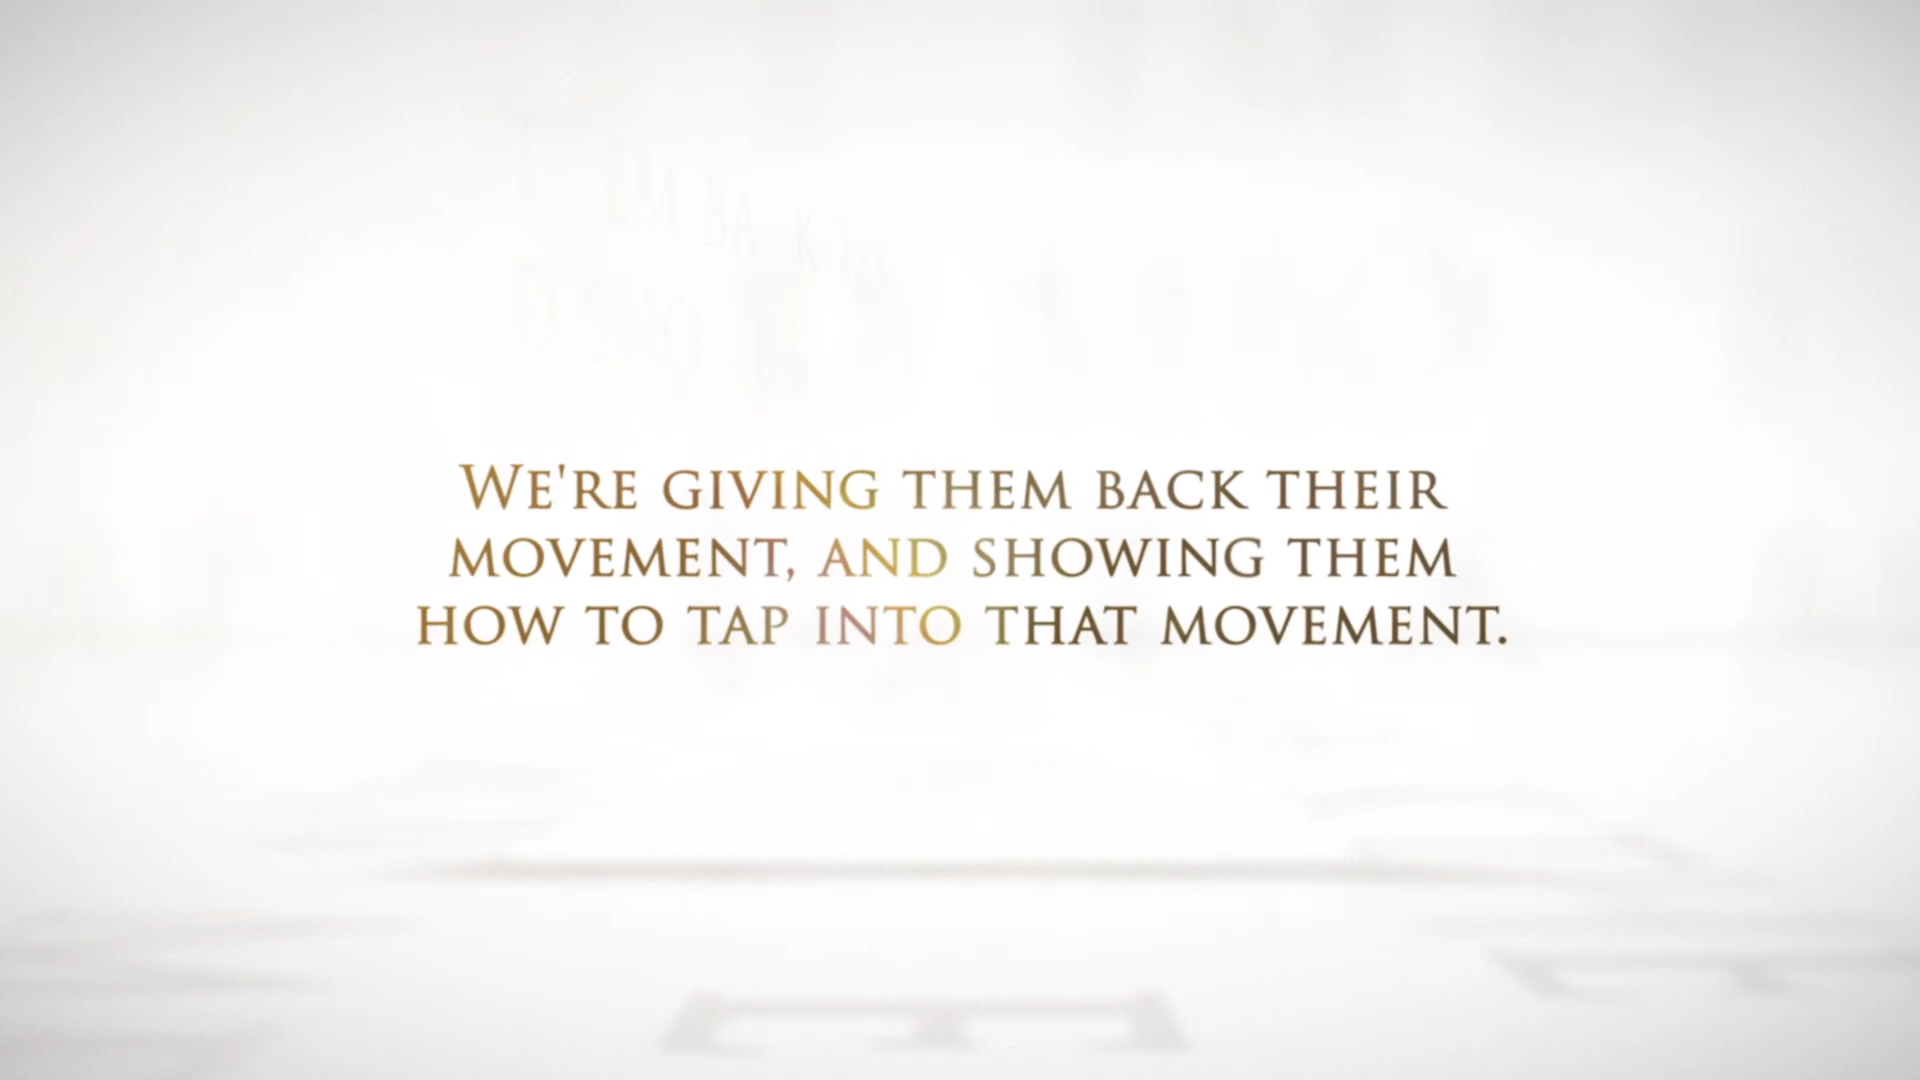 We're giving them back their
movement, and showing them
how to tap into that movement.